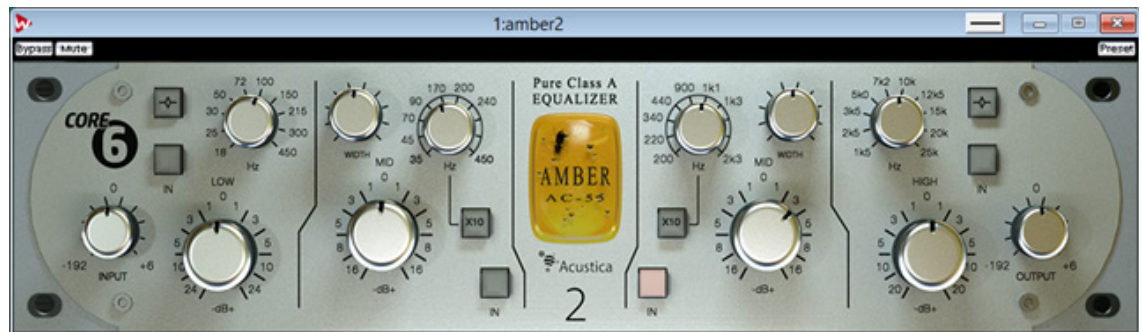 1:amber2
Bypass Mute Preset
CORE 6
18 25 30 50 72 100 150 215 300 450
Hz
IN
0
-192 +6
INPUT
LOW
0
1 1
3 3
5 5
10 10
24 24
-dB+
WIDTH
35 45 70 90 170 200 240 450
Hz
X10
MID
0
1 1
3 3
5 5
8 8
16 16
-dB+
IN
Pure Class A
EQUALIZER
AMBER
AC-55
Acustica
2
200 220 340 440 900 1k1 1k3 2k3
Hz
X10
IN
WIDTH
MID
0
1 1
3 3
5 5
8 8
16 16
-dB+
1k5 2k5 3k5 5k0 7k2 10k 12k5 15k 20k 25k
Hz
IN
HIGH
0
1 1
3 3
5 5
10 10
20 20
-dB+
0
-192 +6
OUTPUT